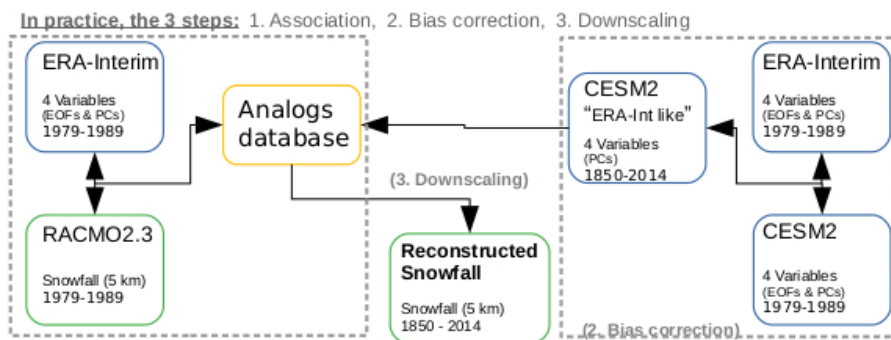 In practice, the 3 steps: 1. Association, 2. Bias correction, 3. Downscaling
ERA-Interim
4 Variables
(EOFs & PCs)
1979-1989
RACMO2.3
Snowfall (5 km)
1979-1989
Analogs
database
(3. Downscaling)
Reconstructed
Snowfall
Snowfall (5 km)
1850 - 2014
CESM2
“ERA-Int like”
4 Variables
(PCs)
1850-2014
ERA-Interim
4 Variables
(EOFs & PCs)
1979-1989
CESM2
4 Variables
(EOFs & PCs)
1979-1989
(2. Bias correction)